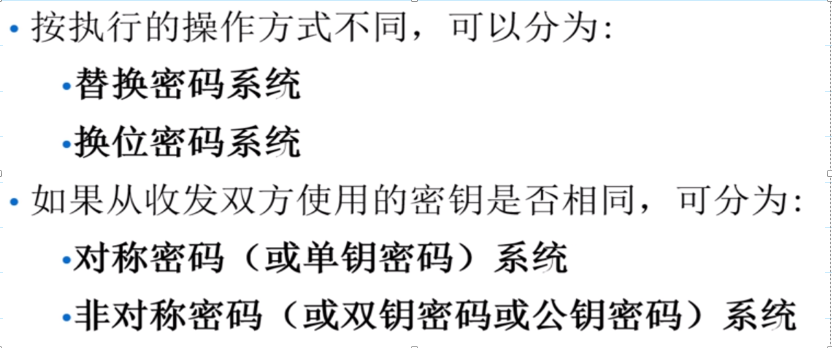 •按执行的操作方式不同，可以分为:
•替换密码系统
•换位密码系统
•如果从收发双方使用的密钥是否相同，可分为:
•对称密码（或单钥密码）系统
•非对称密码（或双钥密码或公钥密码）系统